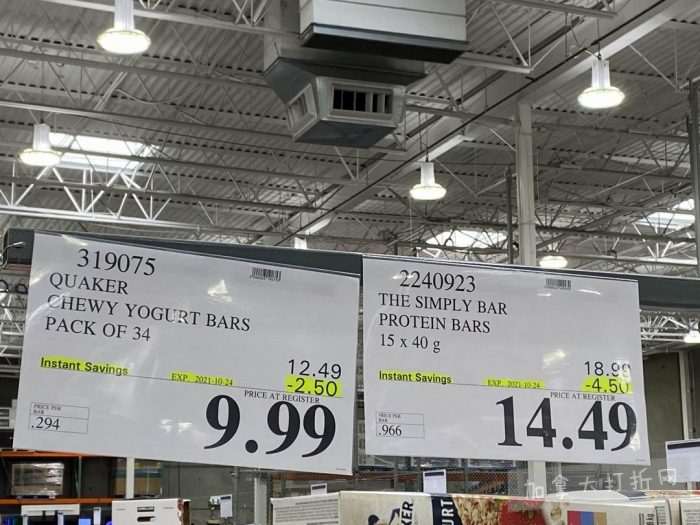 319075
QUAKER
CHEWY YOGURT BARS
PACK OF 34
Instant Savings
EXP. 2021-10-24
12.49
-2.50
PRICE AT REGISTER
9.99
PRICE PER
BAR
.294
2240923
THE SIMPLY BAR
PROTEIN BARS
15 x 40 g
Instant Savings
EXP. 2021-10-24
18.99
-4.50
PRICE AT REGISTER
14.49
PRICE PER
BAR
.966
加拿大打折网